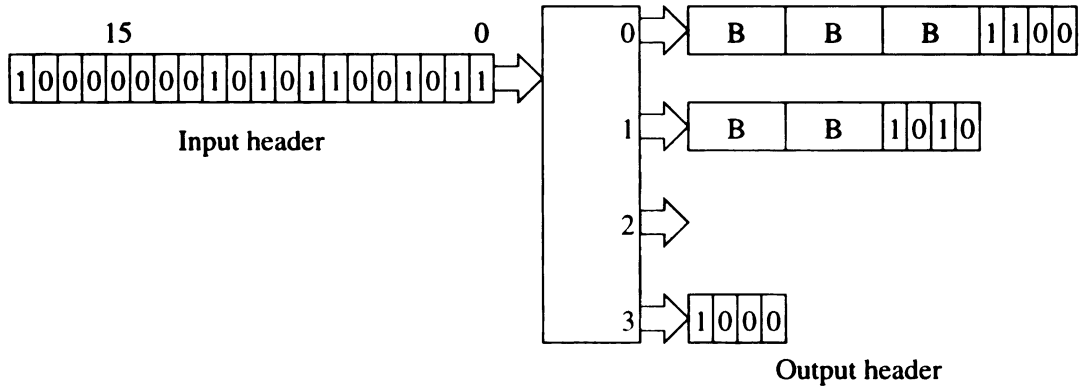 15 0
1 0 0 0 0 0 0 0 1 0 1 0 1 1 0 0 1 0 1 1
Input header
0 B B B 1 1 0 0
1 B B 1 0 1 0
2
3 1 0 0 0
Output header